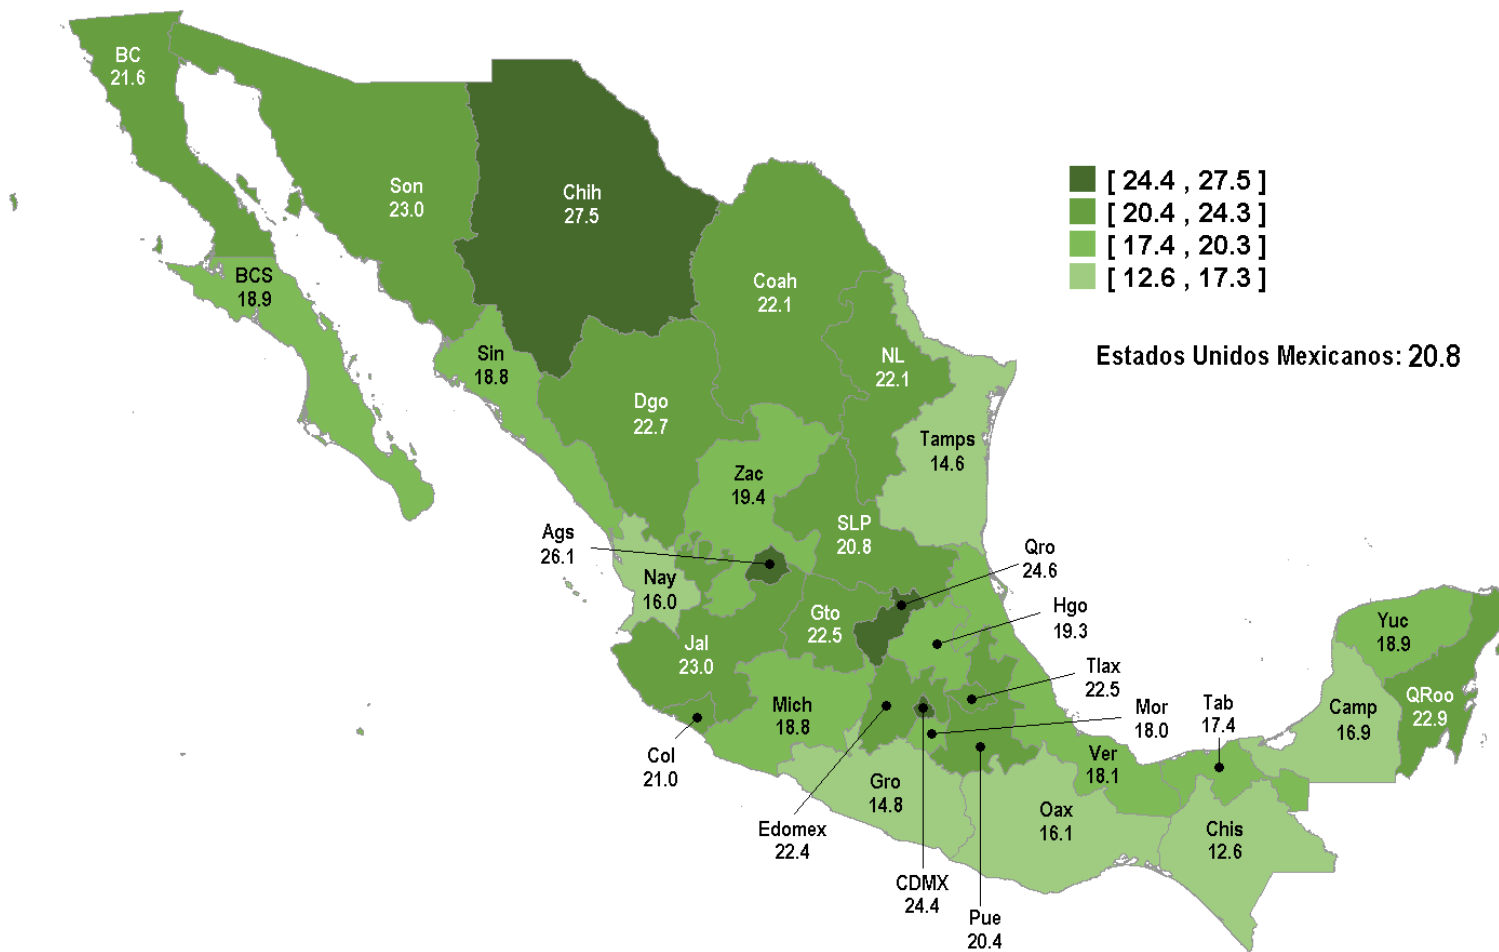 BC
21.6
Son
23.0
Chih
27.5
[ 24.4 , 27.5 ]
[ 20.4 , 24.3 ]
[ 17.4 , 20.3 ]
[ 12.6 , 17.3 ]
Estados Unidos Mexicanos: 20.8
BCS
18.9
Coah
22.1
Sin
18.8
NL
22.1
Dgo
22.7
Tamps
14.6
Zac
19.4
SLP
20.8
Ags
26.1
Qro
24.6
Nay
16.0
Gto
22.5
Hgo
19.3
Jal
23.0
Yuc
18.9
Tlax
22.5
Mich
18.8
Mor
18.0
Tab
17.4
Camp
16.9
QRoo
22.9
Col
21.0
Ver
18.1
Gro
14.8
Oax
16.1
Chis
12.6
Edomex
22.4
CDMX
24.4
Pue
20.4